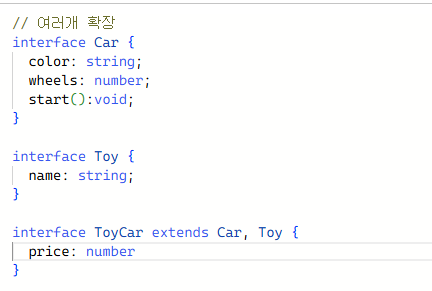 // 여러개 확장
interface Car {
  color: string;
  wheels: number;
  start():void;
}
interface Toy {
  name: string;
}
interface ToyCar extends Car, Toy {
  price: number
}